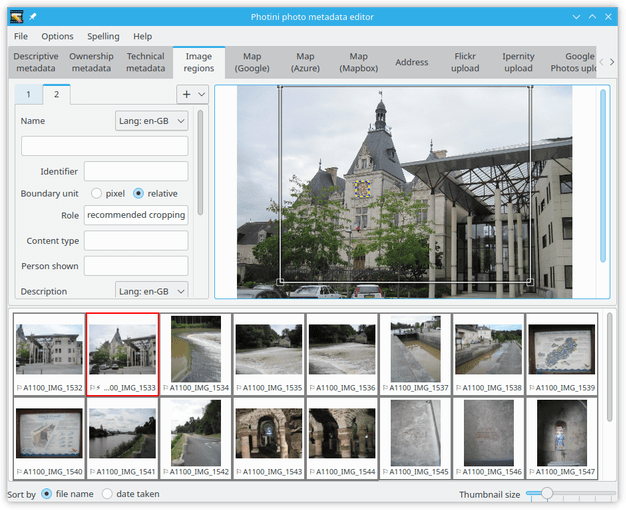 Photini photo metadata editor
File Options Spelling Help
Descriptive metadata Ownership metadata Technical metadata Image regions Map (Google) Map (Azure) Map (Mapbox) Address Flickr upload Ipernity upload Google Photos uplo
1 2
Name Lang: en-GB
Identifier
Boundary unit pixel relative
Role recommended cropping
Content type
Person shown
Description Lang: en-GB
A1100_IMG_1532 ...00_IMG_1533 A1100_IMG_1534 A1100_IMG_1535 A1100_IMG_1536 A1100_IMG_1537 A1100_IMG_1538 A1100_IMG_1539
A1100_IMG_1540 A1100_IMG_1541 A1100_IMG_1542 A1100_IMG_1543 A1100_IMG_1544 A1100_IMG_1545 A1100_IMG_1546 A1100_IMG_1547
Sort by file name date taken Thumbnail size